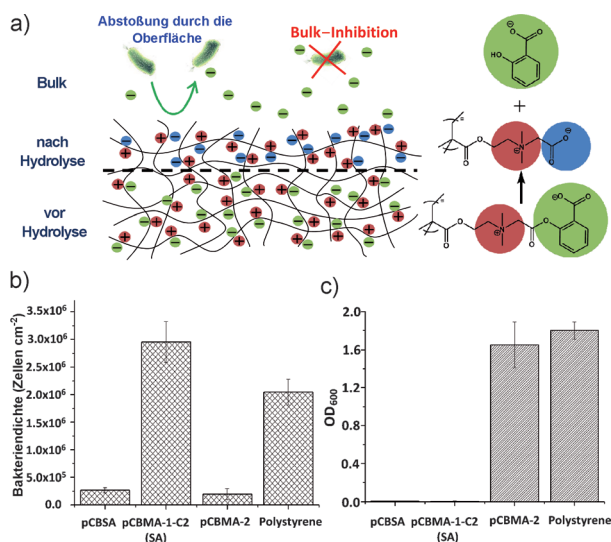 a)
Abstoßung durch die
Oberfläche
Bulk–Inhibition
Bulk
nach
Hydrolyse
vor
Hydrolyse
b)
Bakteriendichte (Zellen cm⁻²)
3.5x10⁶
3.0x10⁶
2.5x10⁶
2.0x10⁶
1.5x10⁶
1.0x10⁶
5.0x10⁵
0.0
pCBSA
pCBMA-1-C2
(SA)
pCBMA-2
Polystyrene
c)
OD₆₀₀
2.0
1.6
1.2
0.8
0.4
0.0
pCBSA
pCBMA-1-C2
(SA)
pCBMA-2
Polystyrene